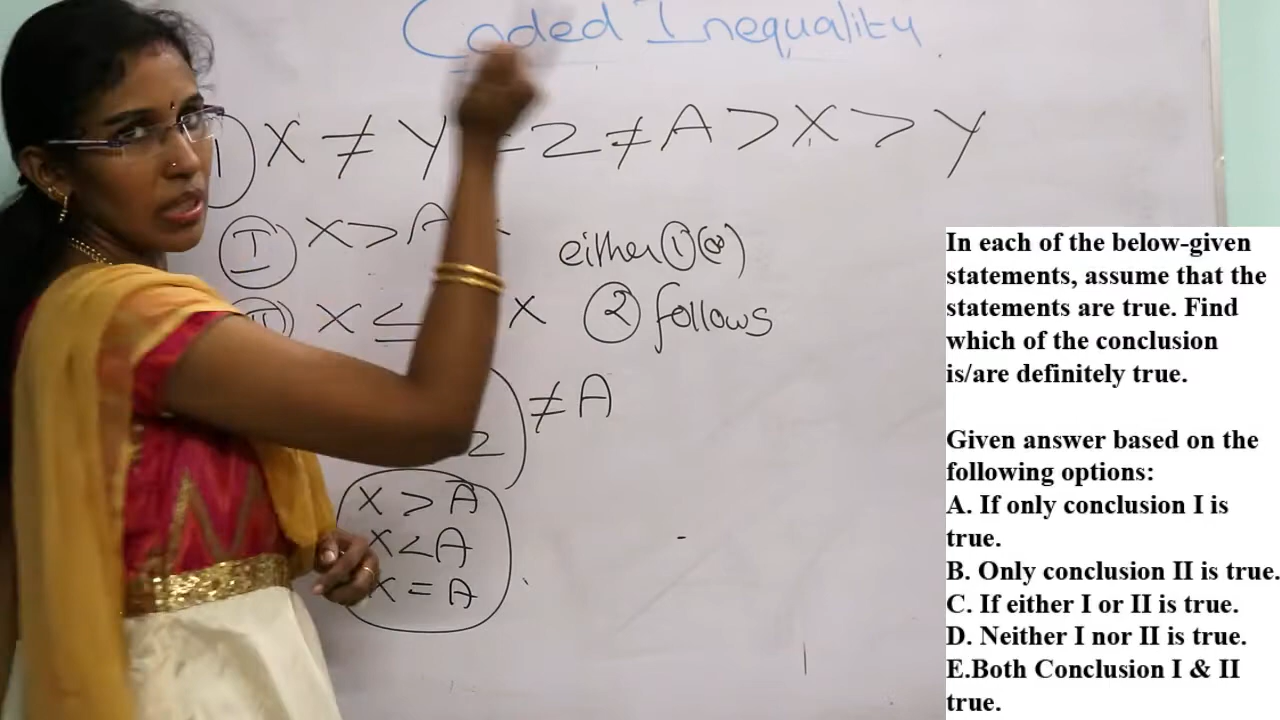 Coded Inequality
1) X ≠ Y = Z ≠ A > X > Y
I X > A
either ① (or)
II X ≤ X
② follows
Z ≠ A
X > A
X < A
X = A
In each of the below-given
statements, assume that the
statements are true. Find
which of the conclusion
is/are definitely true.
Given answer based on the
following options:
A. If only conclusion I is
true.
B. Only conclusion II is true.
C. If either I or II is true.
D. Neither I nor II is true.
E.Both Conclusion I & II
true.